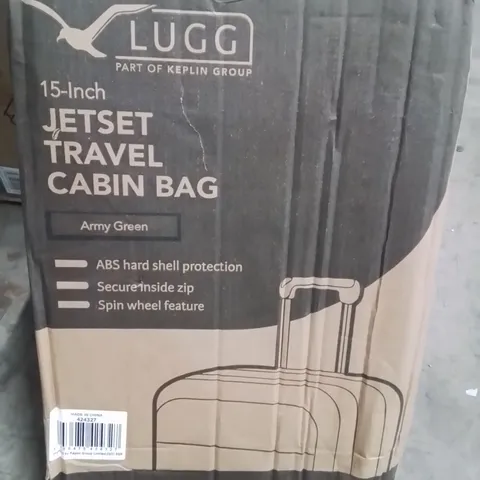 LUGG
PART OF KEPLIN GROUP
15-Inch
JETSET
TRAVEL
CABIN BAG
Army Green
ABS hard shell protection
Secure inside zip
Spin wheel feature
MADE IN CHINA